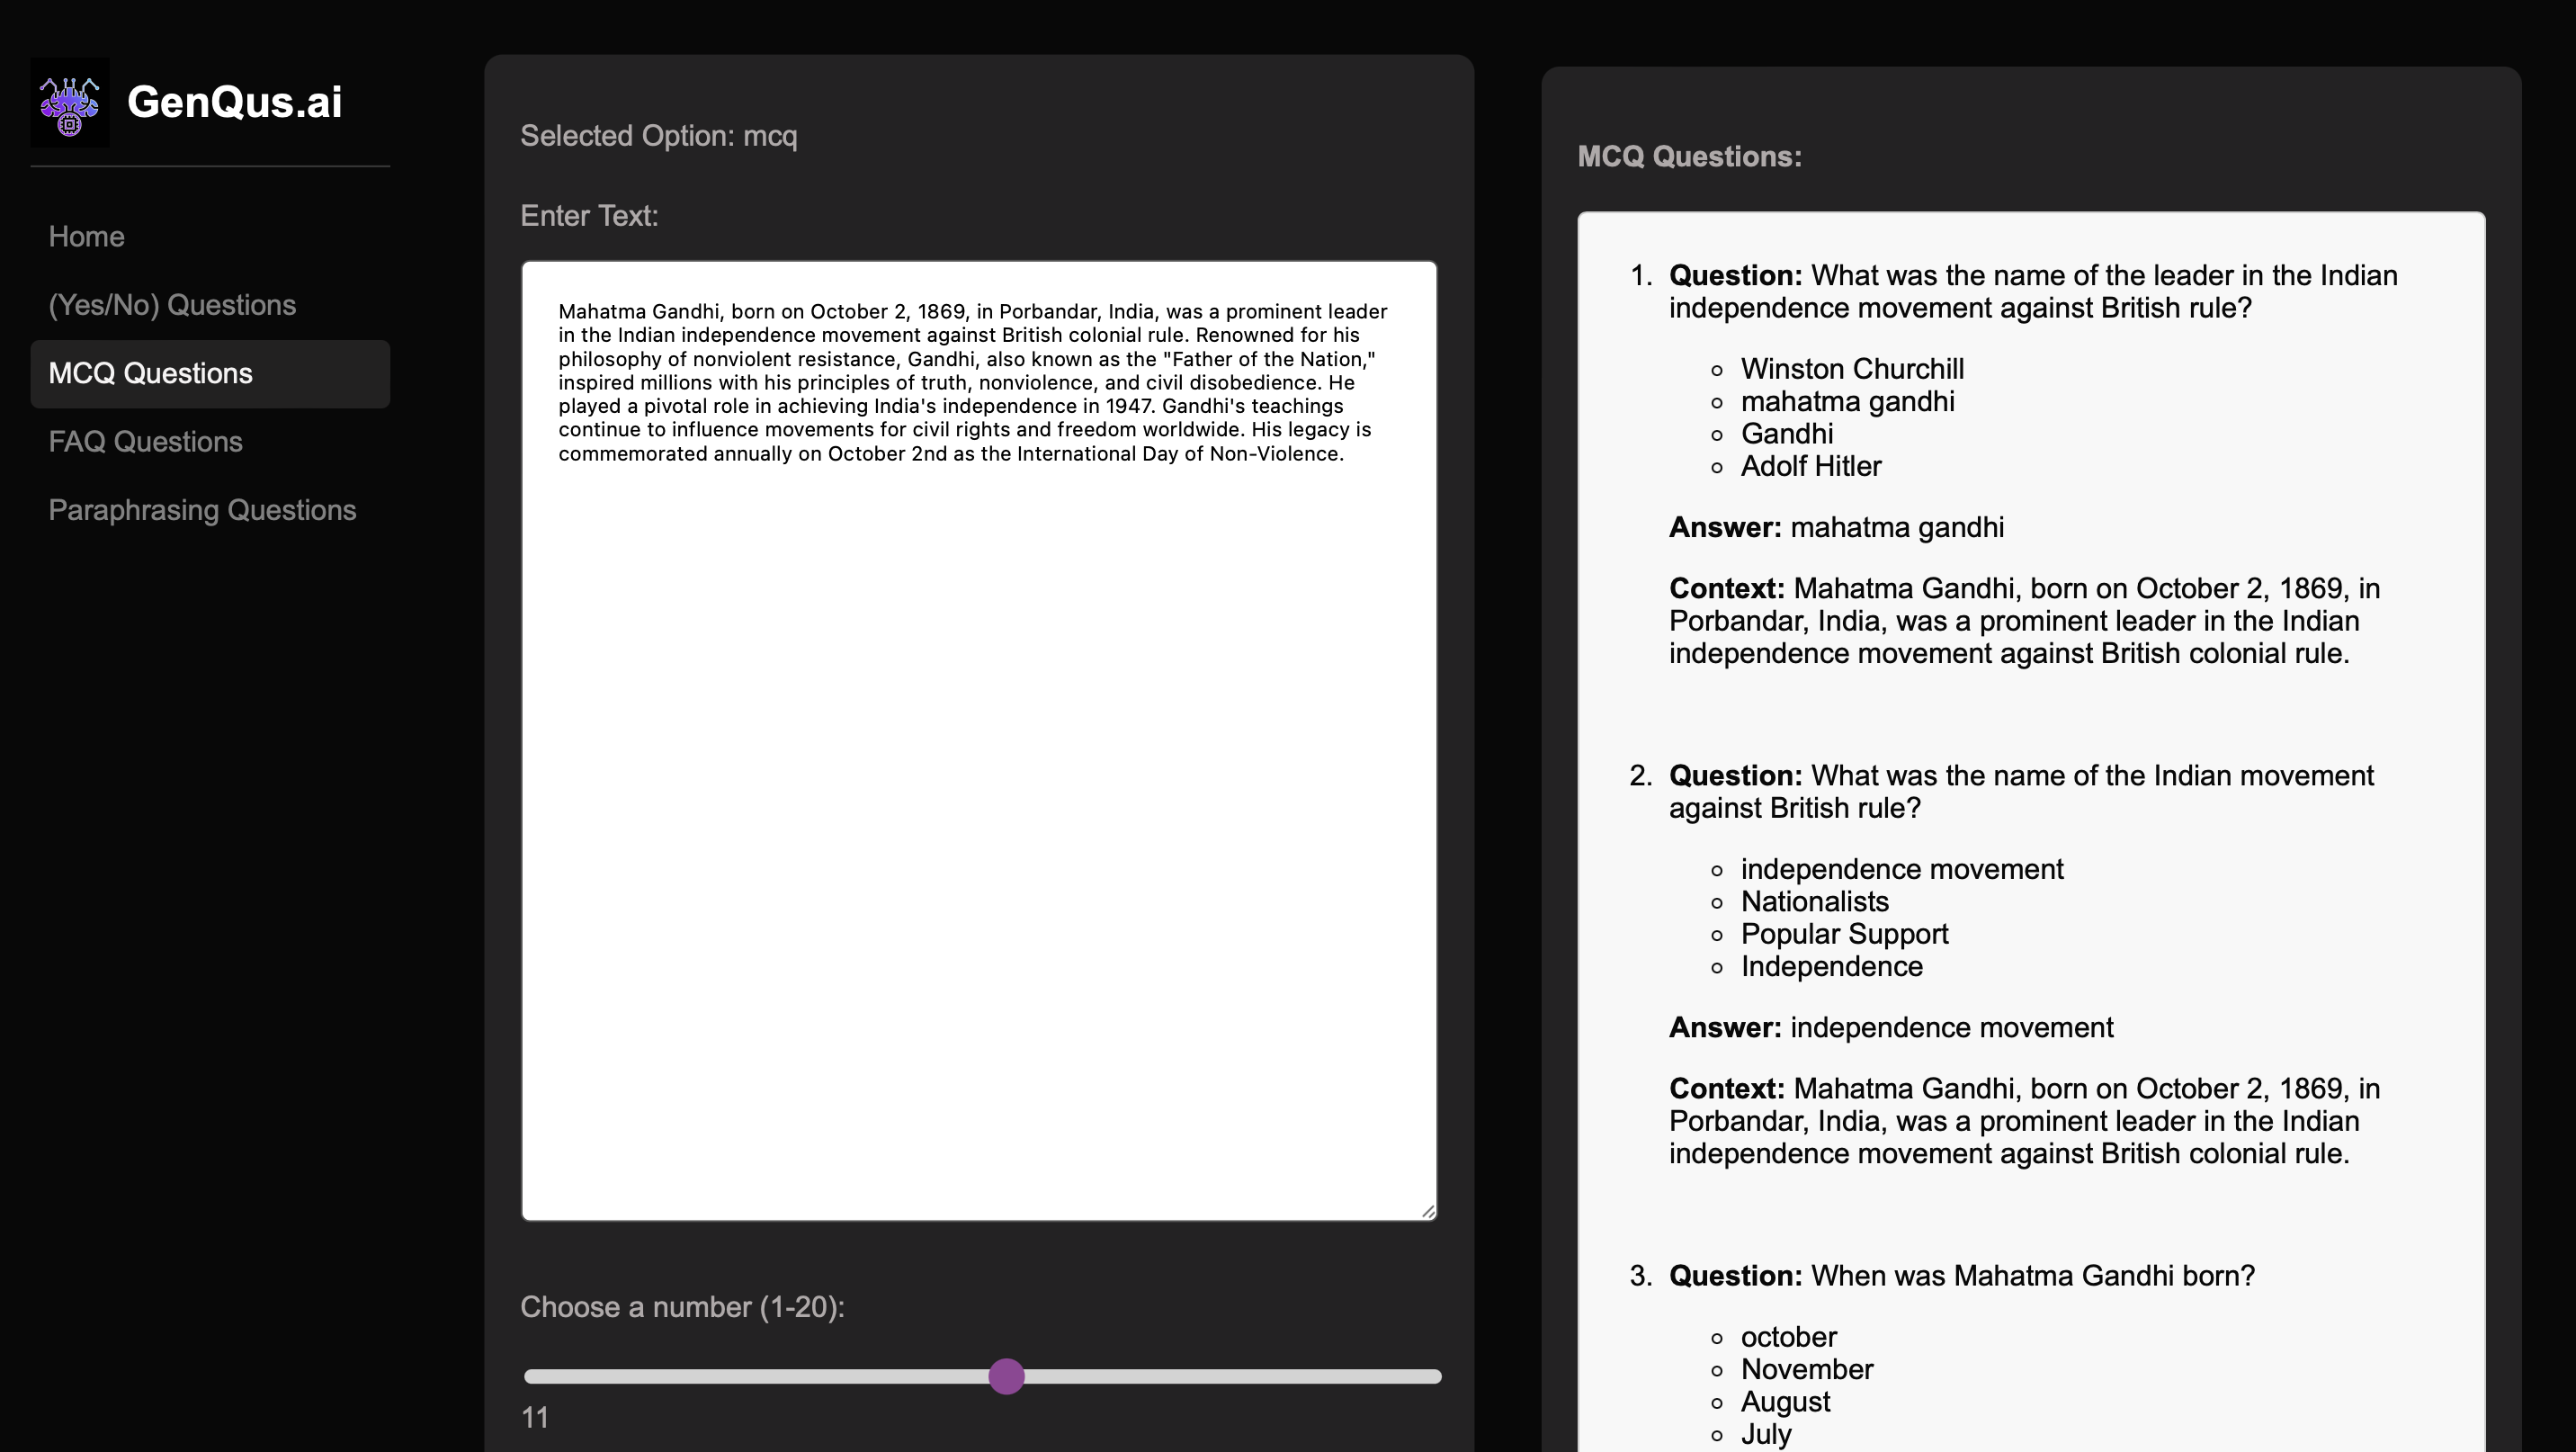 GenQus.ai
Home
(Yes/No) Questions
MCQ Questions
FAQ Questions
Paraphrasing Questions
Selected Option: mcq
Enter Text:
Mahatma Gandhi, born on October 2, 1869, in Porbandar, India, was a prominent leader
in the Indian independence movement against British colonial rule. Renowned for his
philosophy of nonviolent resistance, Gandhi, also known as the "Father of the Nation,"
inspired millions with his principles of truth, nonviolence, and civil disobedience. He
played a pivotal role in achieving India's independence in 1947. Gandhi's teachings
continue to influence movements for civil rights and freedom worldwide. His legacy is
commemorated annually on October 2nd as the International Day of Non-Violence.
Choose a number (1-20):
11
MCQ Questions:
1. Question: What was the name of the leader in the Indian
independence movement against British rule?
Winston Churchill
mahatma gandhi
Gandhi
Adolf Hitler
Answer: mahatma gandhi
Context: Mahatma Gandhi, born on October 2, 1869, in
Porbandar, India, was a prominent leader in the Indian
independence movement against British colonial rule.
2. Question: What was the name of the Indian movement
against British rule?
independence movement
Nationalists
Popular Support
Independence
Answer: independence movement
Context: Mahatma Gandhi, born on October 2, 1869, in
Porbandar, India, was a prominent leader in the Indian
independence movement against British colonial rule.
3. Question: When was Mahatma Gandhi born?
october
November
August
July